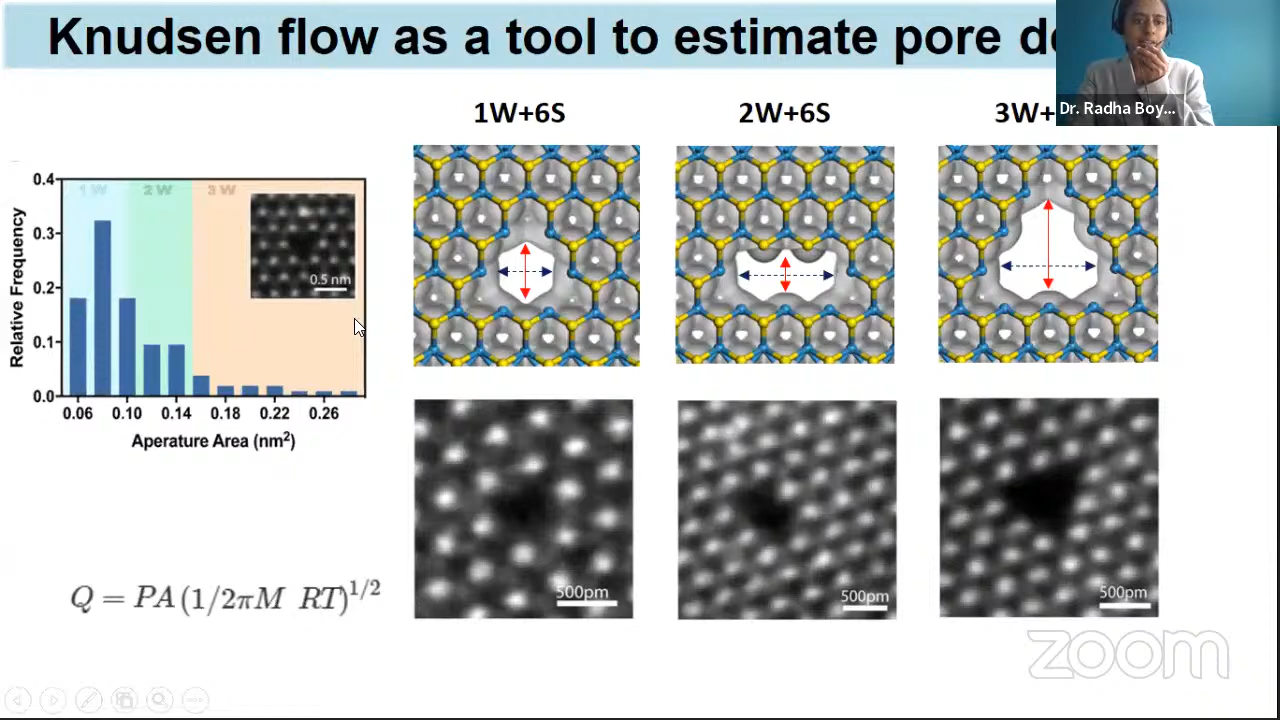 Knudsen flow as a tool to estimate pore
Dr. Radha Boy...
1W+6S
2W+6S
3W+
0.4
0.3
0.2
0.1
0.0
Relative Frequency
1 W
2 W
3 W
0.5 nm
0.06
0.10
0.14
0.18
0.22
0.26
Aperature Area (nm²)
500pm
500pm
500pm
Q = PA(1/2πM RT)^1/2
zoom